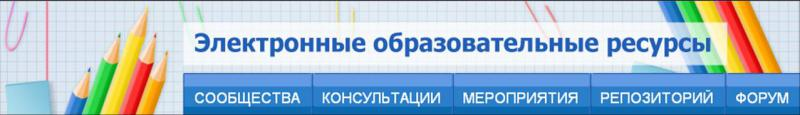 Электронные образовательные ресурсы
СООБЩЕСТВА КОНСУЛЬТАЦИИ МЕРОПРИЯТИЯ РЕПОЗИТОРИЙ ФОРУМ